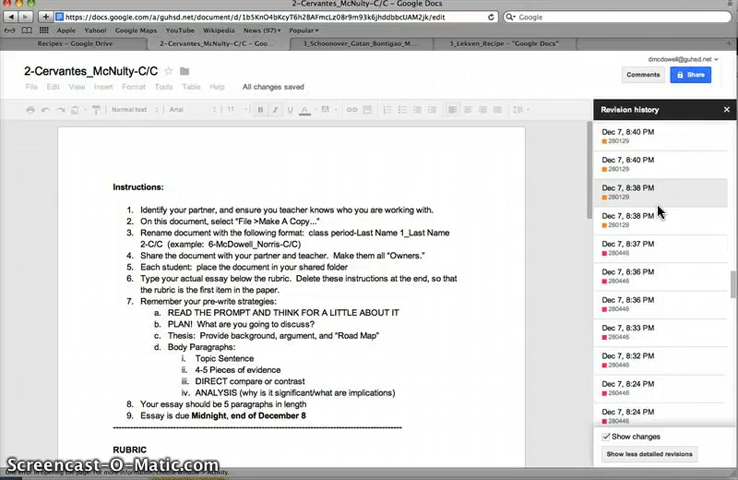 2-Cervantes_McNulty-C/C - Google Docs
https://docs.google.com/a/guhsd.net/document/d/1b5KnO4bKcyT6h2BAFmcLz08r9m93k6jhddbbcUAM2jk/edit
Google
Apple Yahoo! Google Maps YouTube Wikipedia News (297) Popular
Recipes - Google Drive
2-Cervantes_McNulty-C/C - Goo...
3_Schoonover_Gatan_Bontigao_M...
3_Lekven_Recipe - "Google Docs"
dmcdowell@guhsd.net
2-Cervantes_McNulty-C/C
Comments
Share
File Edit View Insert Format Tools Table Help All changes saved
Normal text Arial 11 B I U A
Revision history
Instructions:
1. Identify your partner, and ensure you teacher knows who you are working with.
2. On this document, select "File >Make A Copy..."
3. Rename document with the following format: class period-Last Name 1_Last Name
2-C/C (example: 6-McDowell_Norris-C/C)
4. Share the document with your partner and teacher. Make them all "Owners."
5. Each student: place the document in your shared folder
6. Type your actual essay below the rubric. Delete these instructions at the end, so that
the rubric is the first item in the paper.
7. Remember your pre-write strategies:
a. READ THE PROMPT AND THINK FOR A LITTLE ABOUT IT
b. PLAN! What are you going to discuss?
c. Thesis: Provide background, argument, and "Road Map"
d. Body Paragraphs:
i. Topic Sentence
ii. 4-5 Pieces of evidence
iii. DIRECT compare or contrast
iv. ANALYSIS (why is it significant/what are implications)
8. Your essay should be 5 paragraphs in length
9. Essay is due Midnight, end of December 8
RUBRIC
Dec 7, 8:40 PM
280129
Dec 7, 8:40 PM
280129
Dec 7, 8:38 PM
280129
Dec 7, 8:38 PM
280129
Dec 7, 8:37 PM
280446
Dec 7, 8:36 PM
280446
Dec 7, 8:36 PM
280446
Dec 7, 8:33 PM
280446
Dec 7, 8:32 PM
280446
Dec 7, 8:24 PM
280446
Dec 7, 8:24 PM
280446
Show changes
Show less detailed revisions
Screencast-O-Matic.com